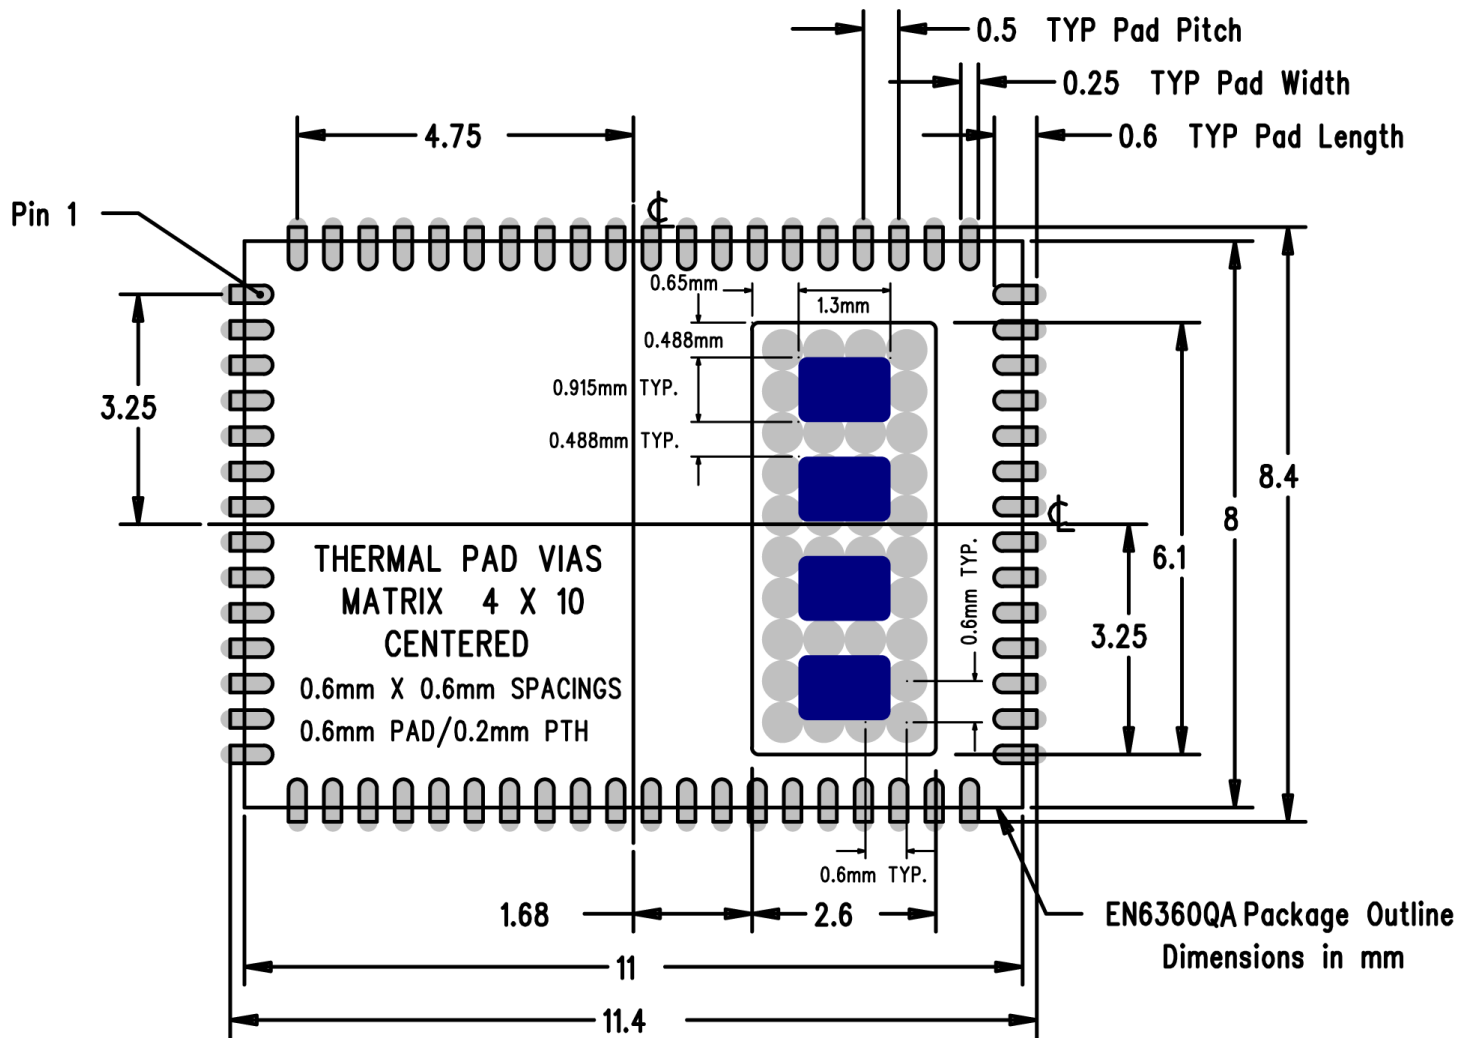 0.5 TYP Pad Pitch
0.25 TYP Pad Width
4.75
0.6 TYP Pad Length
Pin 1
℄
0.65mm
1.3mm
0.488mm
0.915mm TYP.
3.25
0.488mm TYP.
8.4
℄
8
THERMAL PAD VIAS
MATRIX 4 X 10
CENTERED
0.6mm X 0.6mm SPACINGS
0.6mm PAD/0.2mm PTH
0.6mm TYP.
6.1
3.25
0.6mm TYP.
1.68
2.6
EN6360QA Package Outline
Dimensions in mm
11
11.4